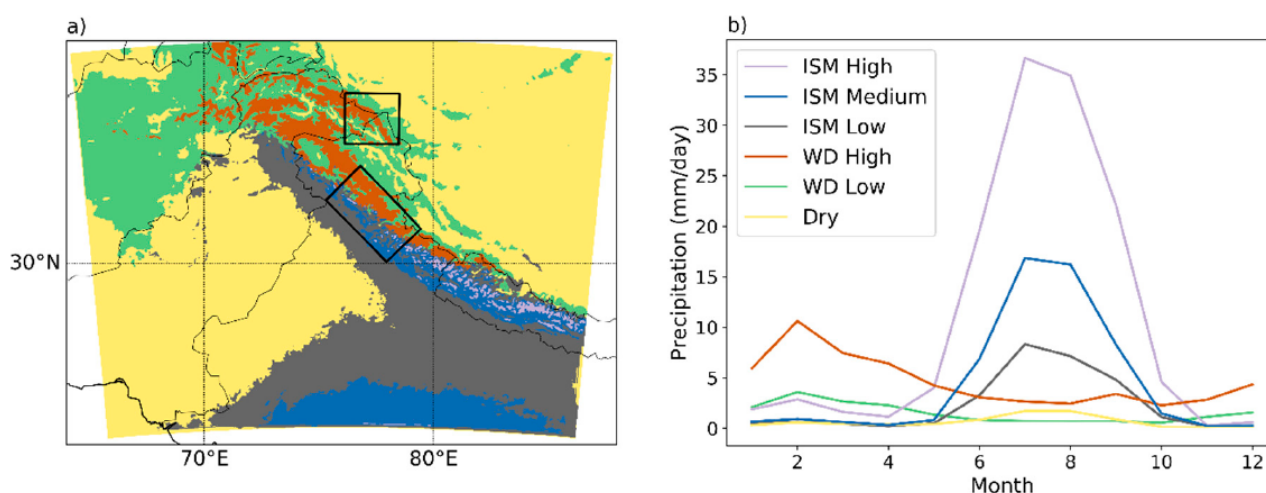 a)
30°N
70°E
80°E
b)
Precipitation (mm/day)
35
30
25
20
15
10
5
0
ISM High
ISM Medium
ISM Low
WD High
WD Low
Dry
2
4
6
8
10
12
Month